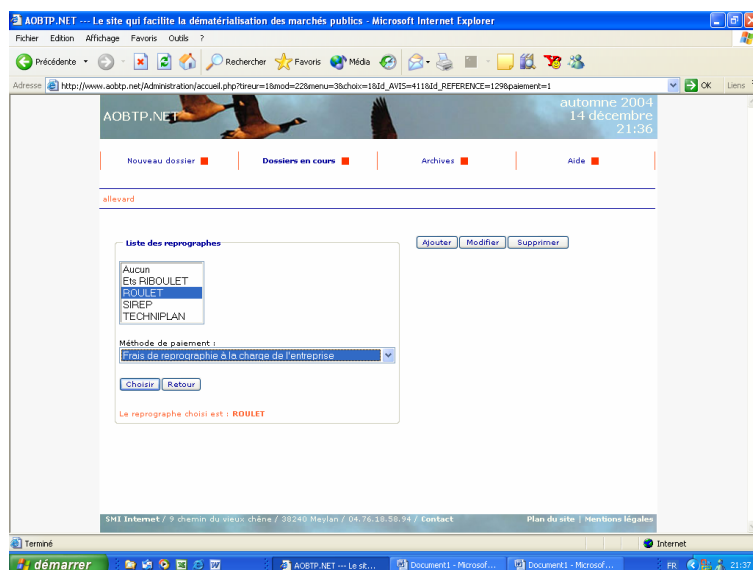 AOBTP.NET --- Le site qui facilite la dématérialisation des marchés publics - Microsoft Internet Explorer
Fichier Edition Affichage Favoris Outils ?
Précédente Rechercher Favoris Média
Adresse http://www.aobtp.net/Administration/accueil.php?tireur=1&mod=22&menu=3&choix=1&Id_AVIS=411&Id_REFERENCE=129&paiement=1 OK Liens
AOBTP.NET
automne 2004
14 décembre
21:36
Nouveau dossier Dossiers en cours Archives Aide
allevard
Liste des reprographes
Ajouter Modifier Supprimer
Aucun
Ets RIBOULET
ROULET
SIREP
TECHNIPLAN
Méthode de paiement :
Frais de reprographie à la charge de l'entreprise
Choisir Retour
Le reprographe choisi est : ROULET
SMI Internet / 9 chemin du vieux chêne / 38240 Meylan / 04.76.18.58.94 / Contact Plan du site | Mentions légales
Terminé Internet
démarrer AOBTP.NET --- Le sit... Document1 - Microsof... Document1 - Microsof... FR 21:37